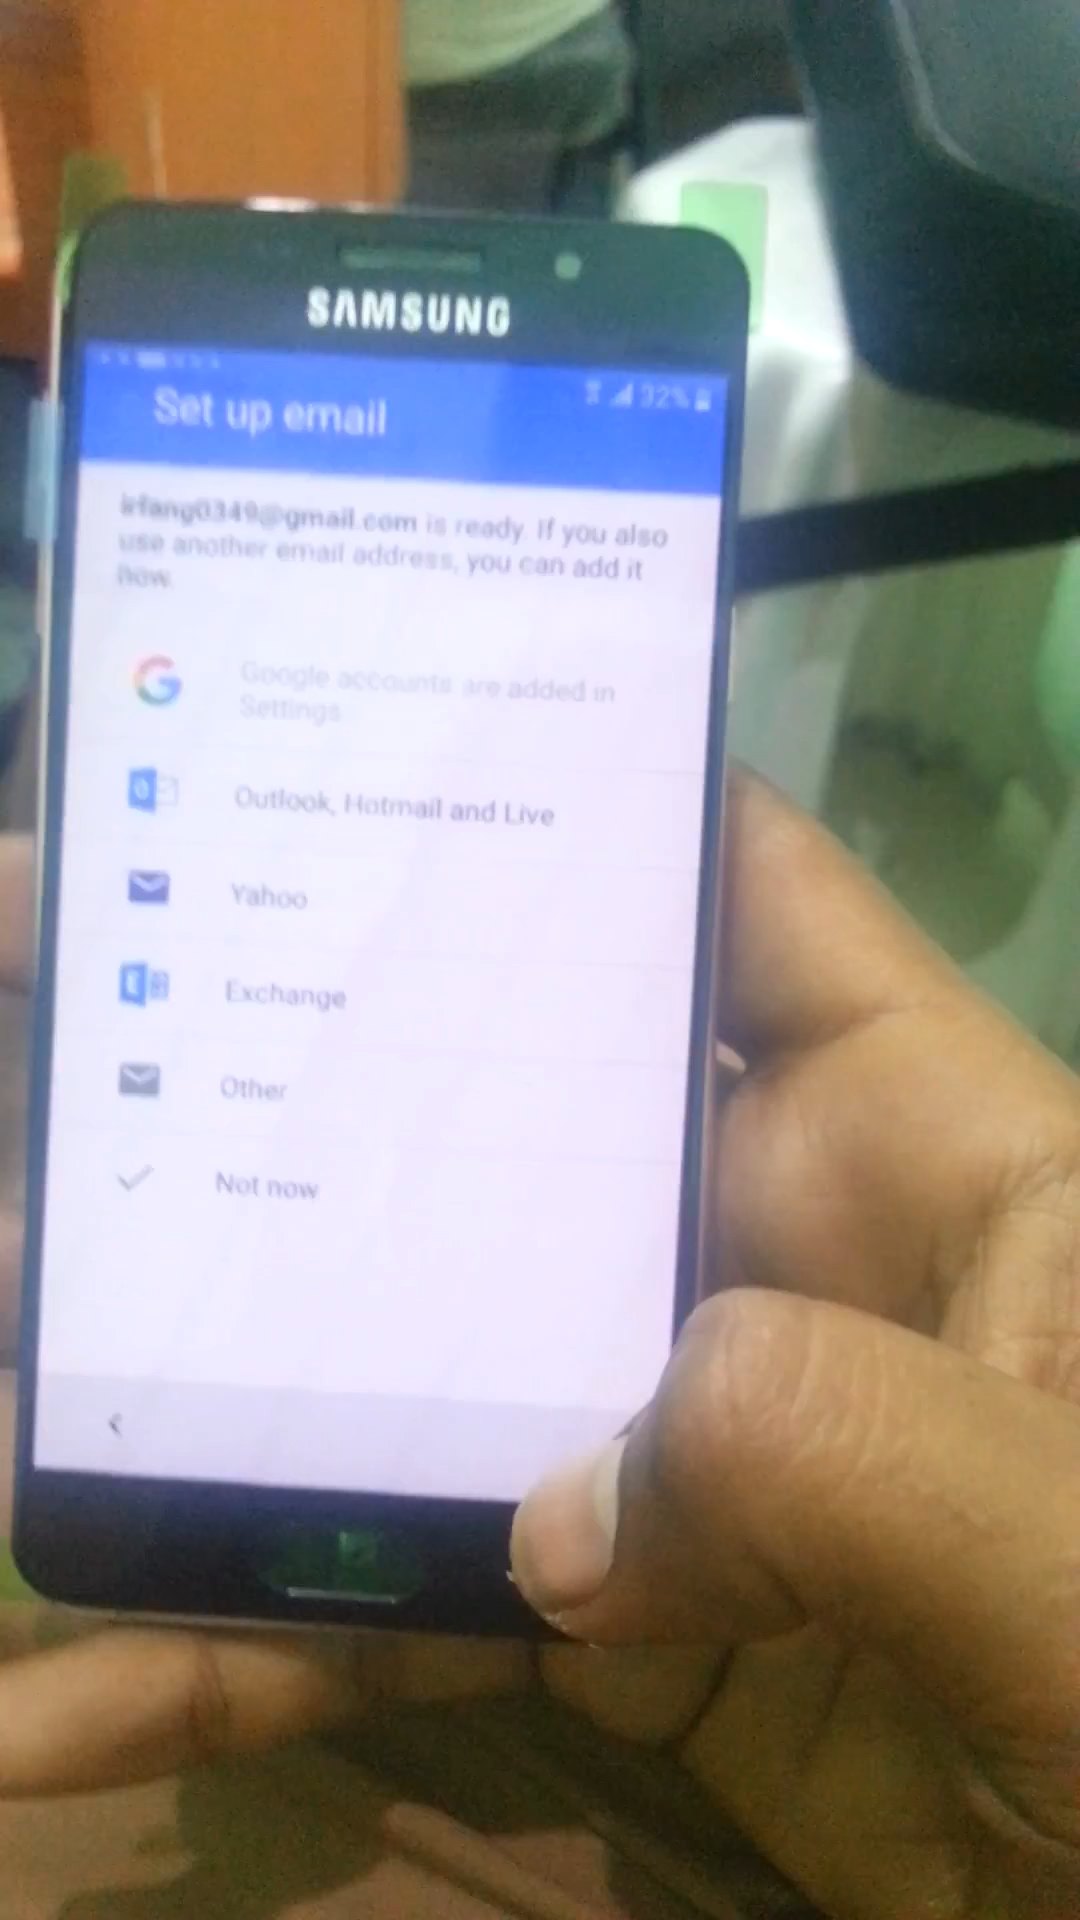 SAMSUNG
32%
Set up email
irfang0349@gmail.com is ready. If you also
use another email address, you can add it
now.
Google accounts are added in
Settings
Outlook, Hotmail and Live
Yahoo
Exchange
Other
Not now